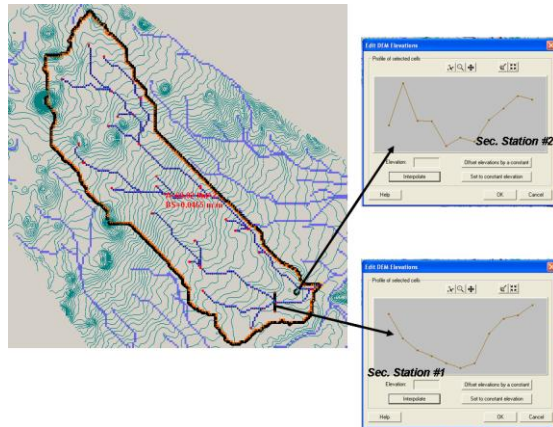 Edit DEM Elevations
Profile of selected cells
Sec. Station #2
Elevation:
Offset elevations by a constant
Interpolate
Set to constant elevation
Help
OK
Cancel
Edit DEM Elevations
Profile of selected cells
Sec. Station #1
Elevation:
Offset elevations by a constant
Interpolate
Set to constant elevation
Help
OK
Cancel